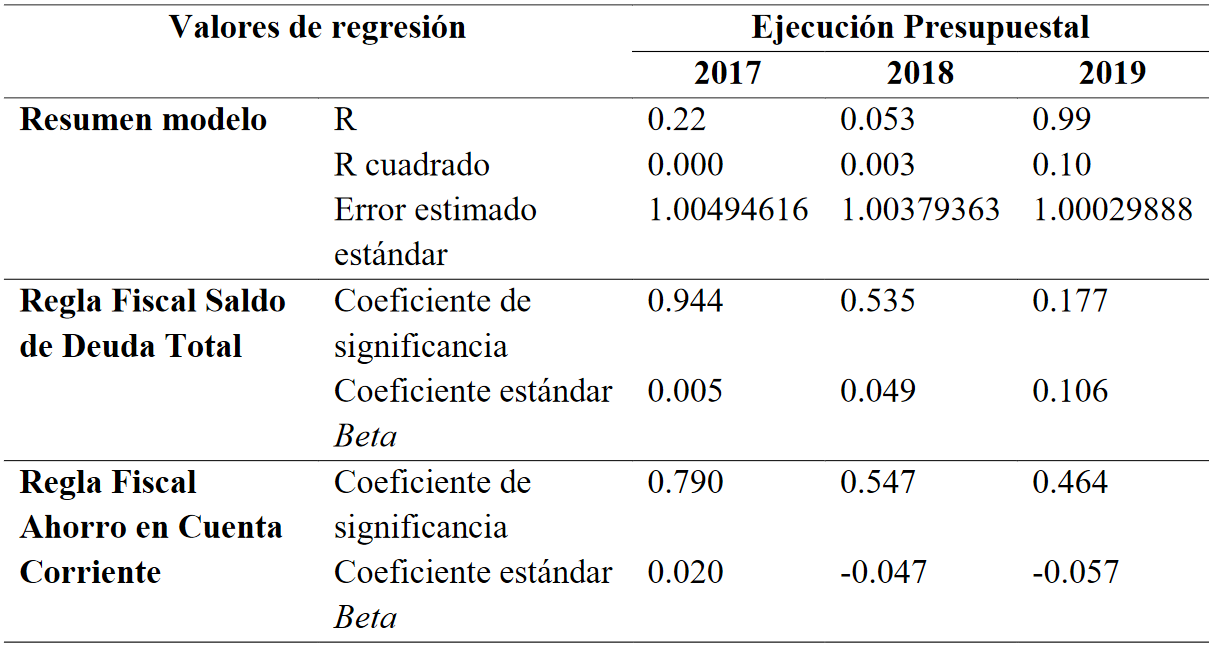 Valores de regresión Ejecución Presupuestal
2017 2018 2019
Resumen modelo R 0.22 0.053 0.99
R cuadrado 0.000 0.003 0.10
Error estimado 1.00494616 1.00379363 1.00029888
estándar
Regla Fiscal Saldo Coeficiente de 0.944 0.535 0.177
de Deuda Total significancia
Coeficiente estándar 0.005 0.049 0.106
Beta
Regla Fiscal Coeficiente de 0.790 0.547 0.464
Ahorro en Cuenta significancia
Corriente Coeficiente estándar 0.020 -0.047 -0.057
Beta